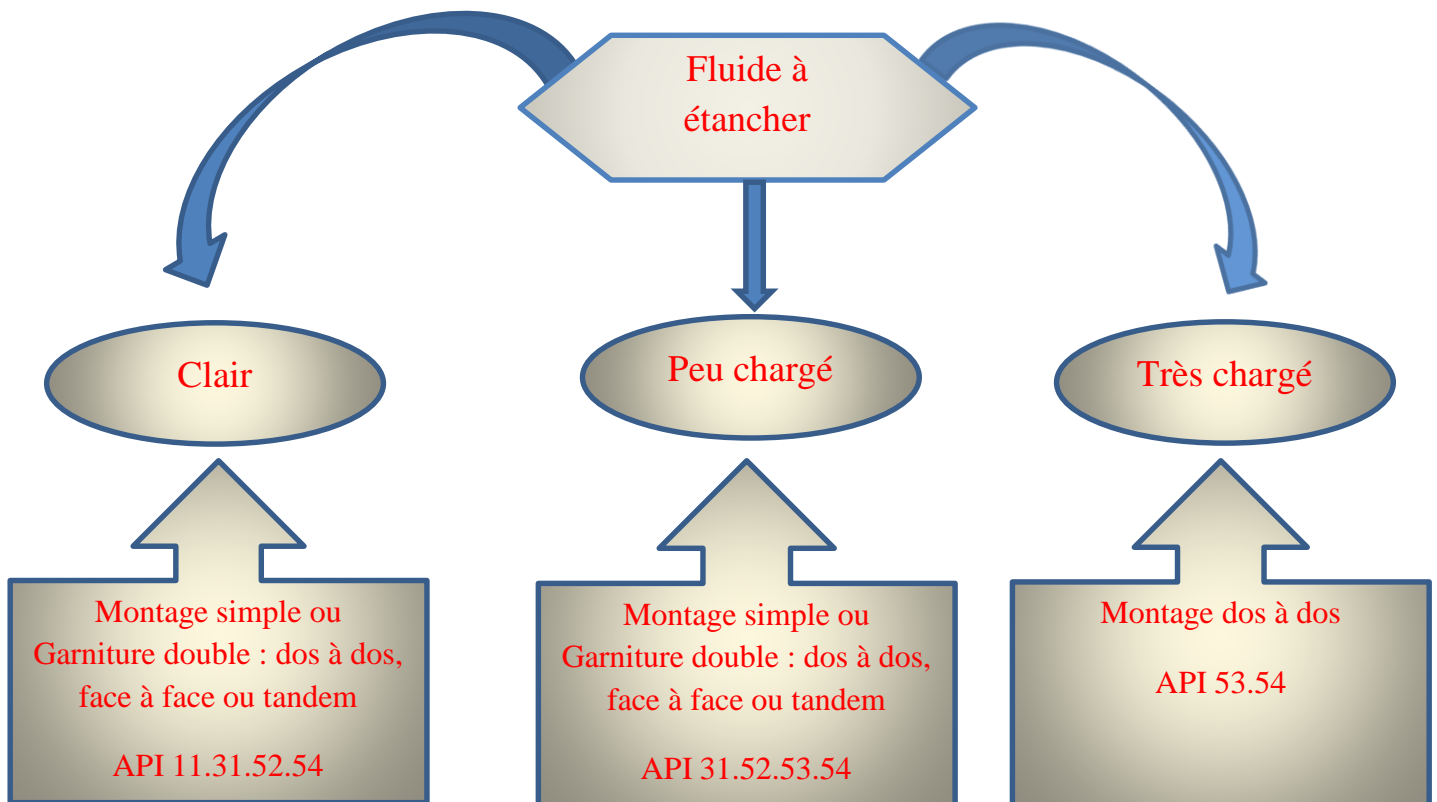 Fluide à
étancher
Clair
Peu chargé
Très chargé
Montage simple ou
Garniture double : dos à dos,
face à face ou tandem
API 11.31.52.54
Montage simple ou
Garniture double : dos à dos,
face à face ou tandem
API 31.52.53.54
Montage dos à dos
API 53.54